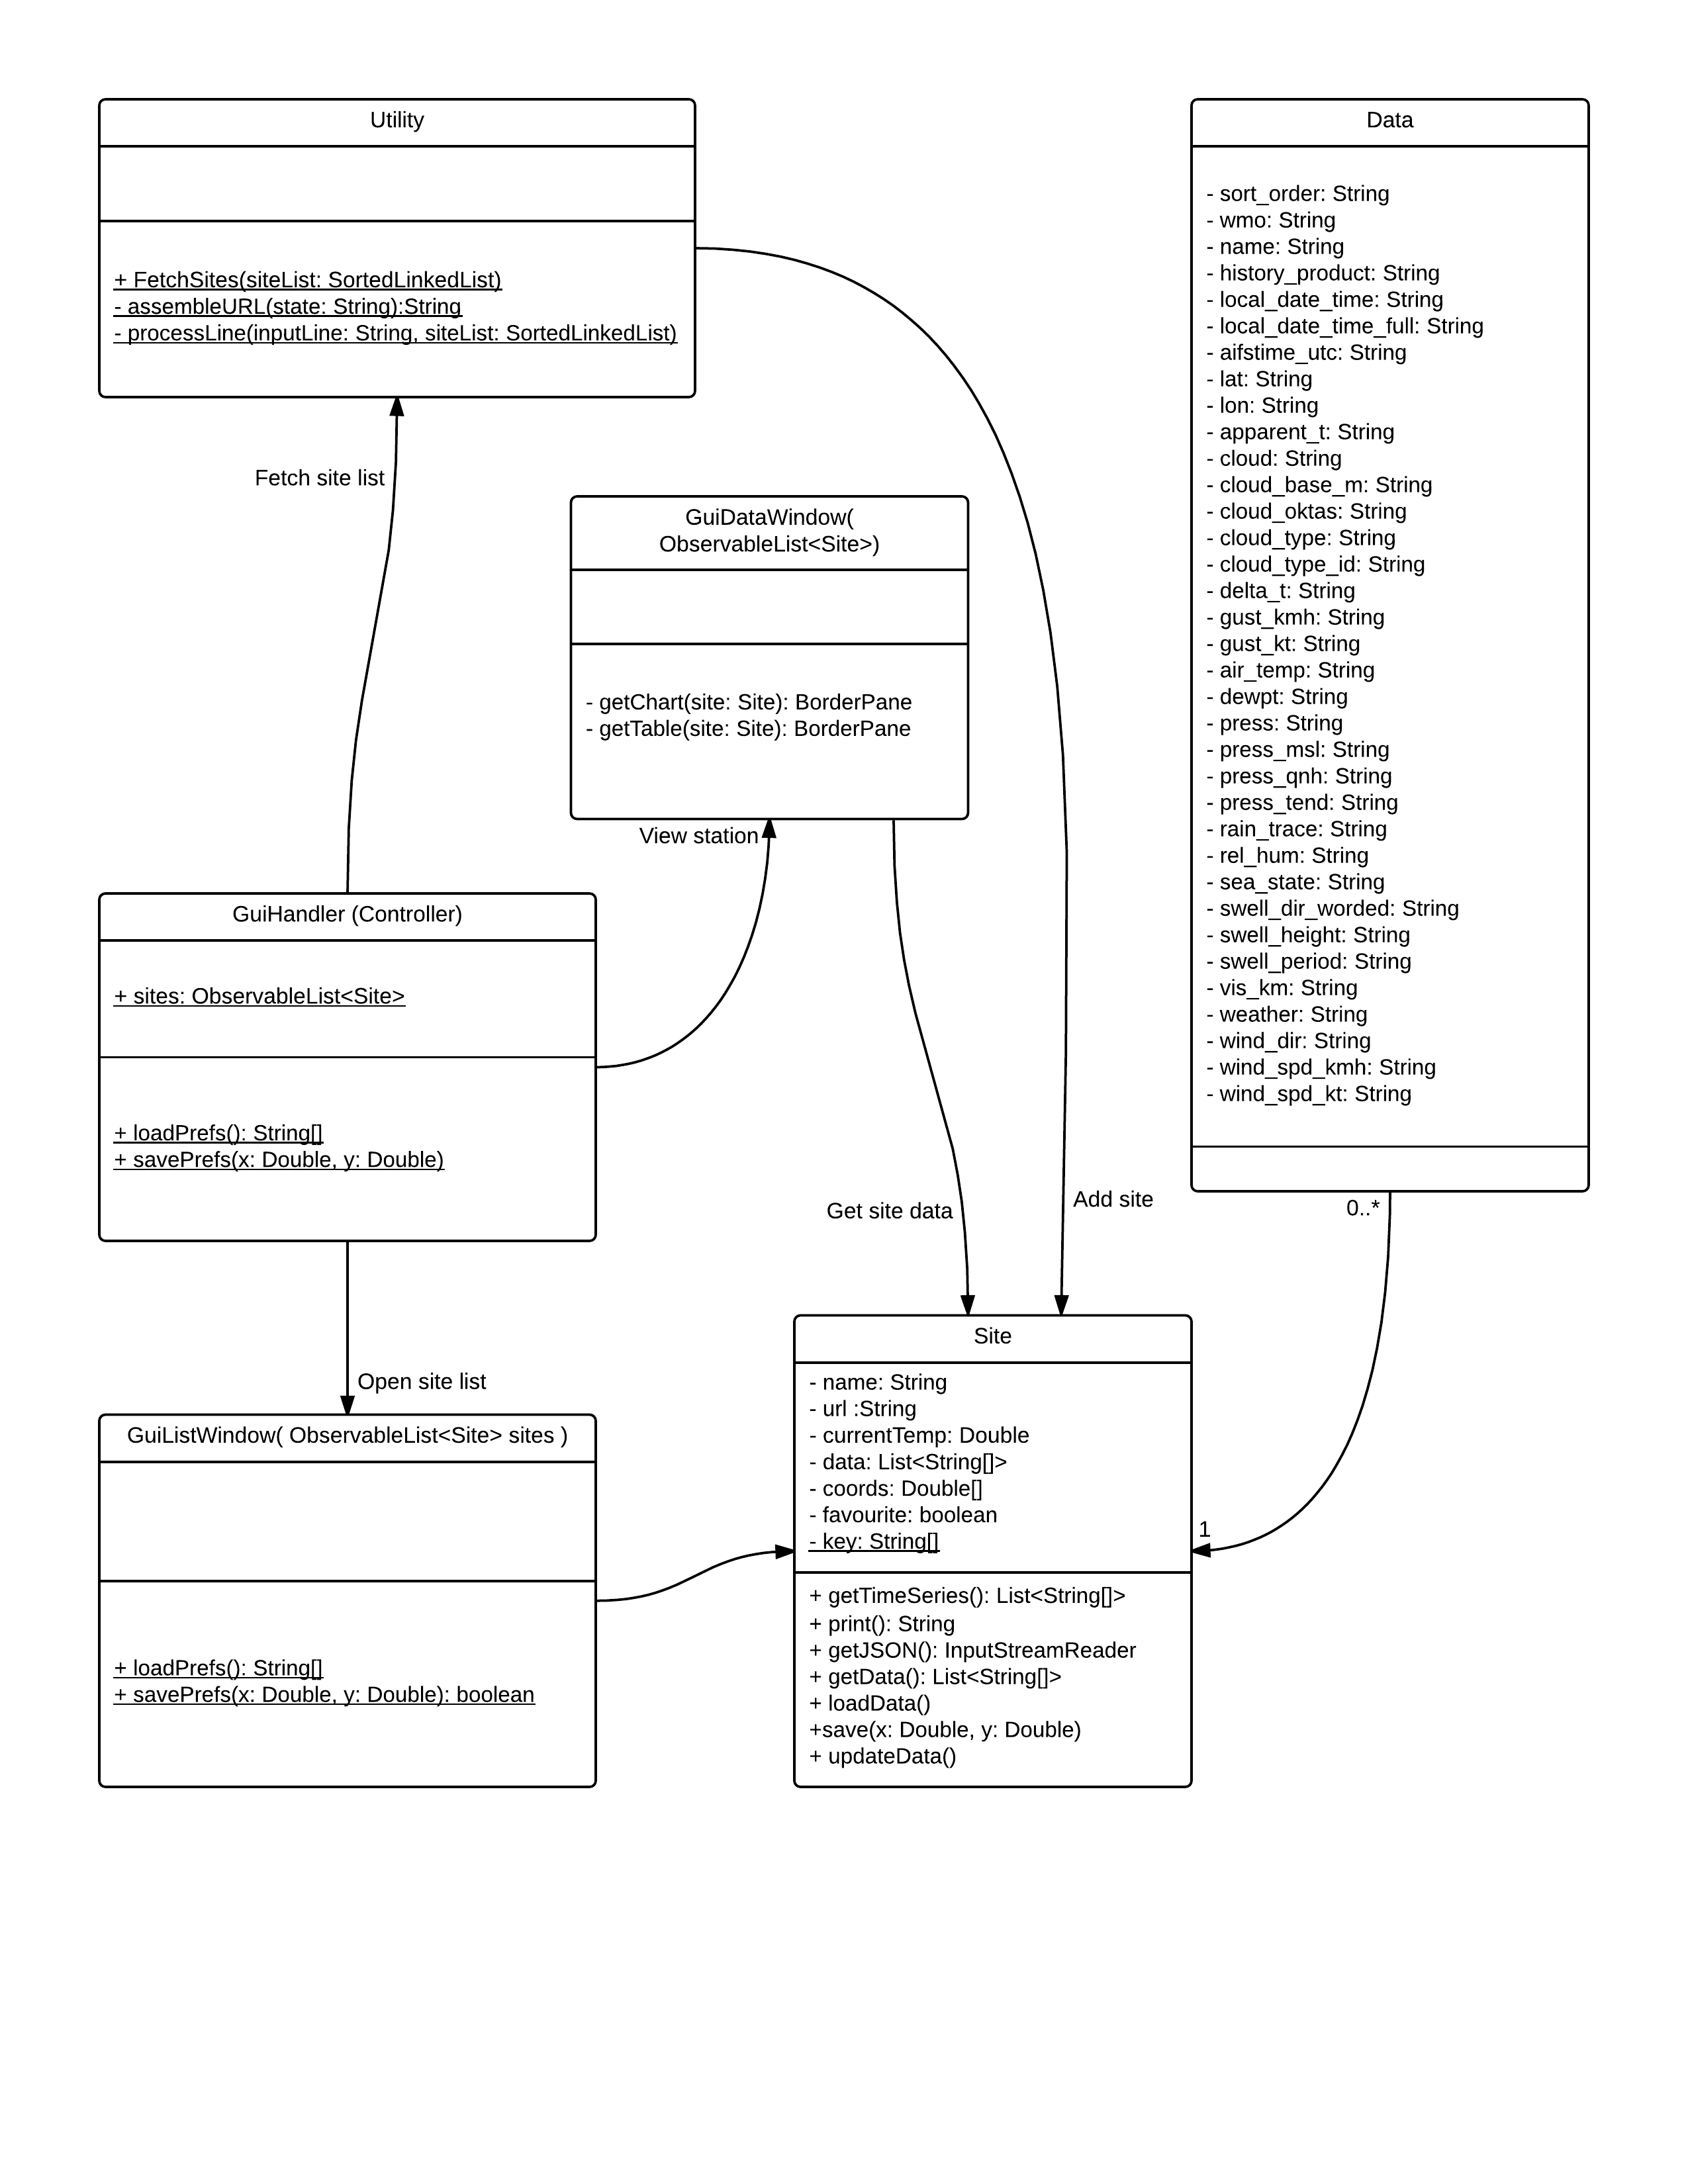 Utility
+ FetchSites(siteList: SortedLinkedList)
- assembleURL(state: String):String
- processLine(inputLine: String, siteList: SortedLinkedList)
Fetch site list
GuiDataWindow(
ObservableList<Site>)
- getChart(site: Site): BorderPane
- getTable(site: Site): BorderPane
View station
GuiHandler (Controller)
+ sites: ObservableList<Site>
+ loadPrefs(): String[]
+ savePrefs(x: Double, y: Double)
Open site list
GuiListWindow( ObservableList<Site> sites )
+ loadPrefs(): String[]
+ savePrefs(x: Double, y: Double): boolean
Get site data
Add site
Site
- name: String
- url :String
- currentTemp: Double
- data: List<String[]>
- coords: Double[]
- favourite: boolean
- key: String[]
+ getTimeSeries(): List<String[]>
+ print(): String
+ getJSON(): InputStreamReader
+ getData(): List<String[]>
+ loadData()
+save(x: Double, y: Double)
+ updateData()
Data
- sort_order: String
- wmo: String
- name: String
- history_product: String
- local_date_time: String
- local_date_time_full: String
- aifstime_utc: String
- lat: String
- lon: String
- apparent_t: String
- cloud: String
- cloud_base_m: String
- cloud_oktas: String
- cloud_type: String
- cloud_type_id: String
- delta_t: String
- gust_kmh: String
- gust_kt: String
- air_temp: String
- dewpt: String
- press: String
- press_msl: String
- press_qnh: String
- press_tend: String
- rain_trace: String
- rel_hum: String
- sea_state: String
- swell_dir_worded: String
- swell_height: String
- swell_period: String
- vis_km: String
- weather: String
- wind_dir: String
- wind_spd_kmh: String
- wind_spd_kt: String
0..*
1